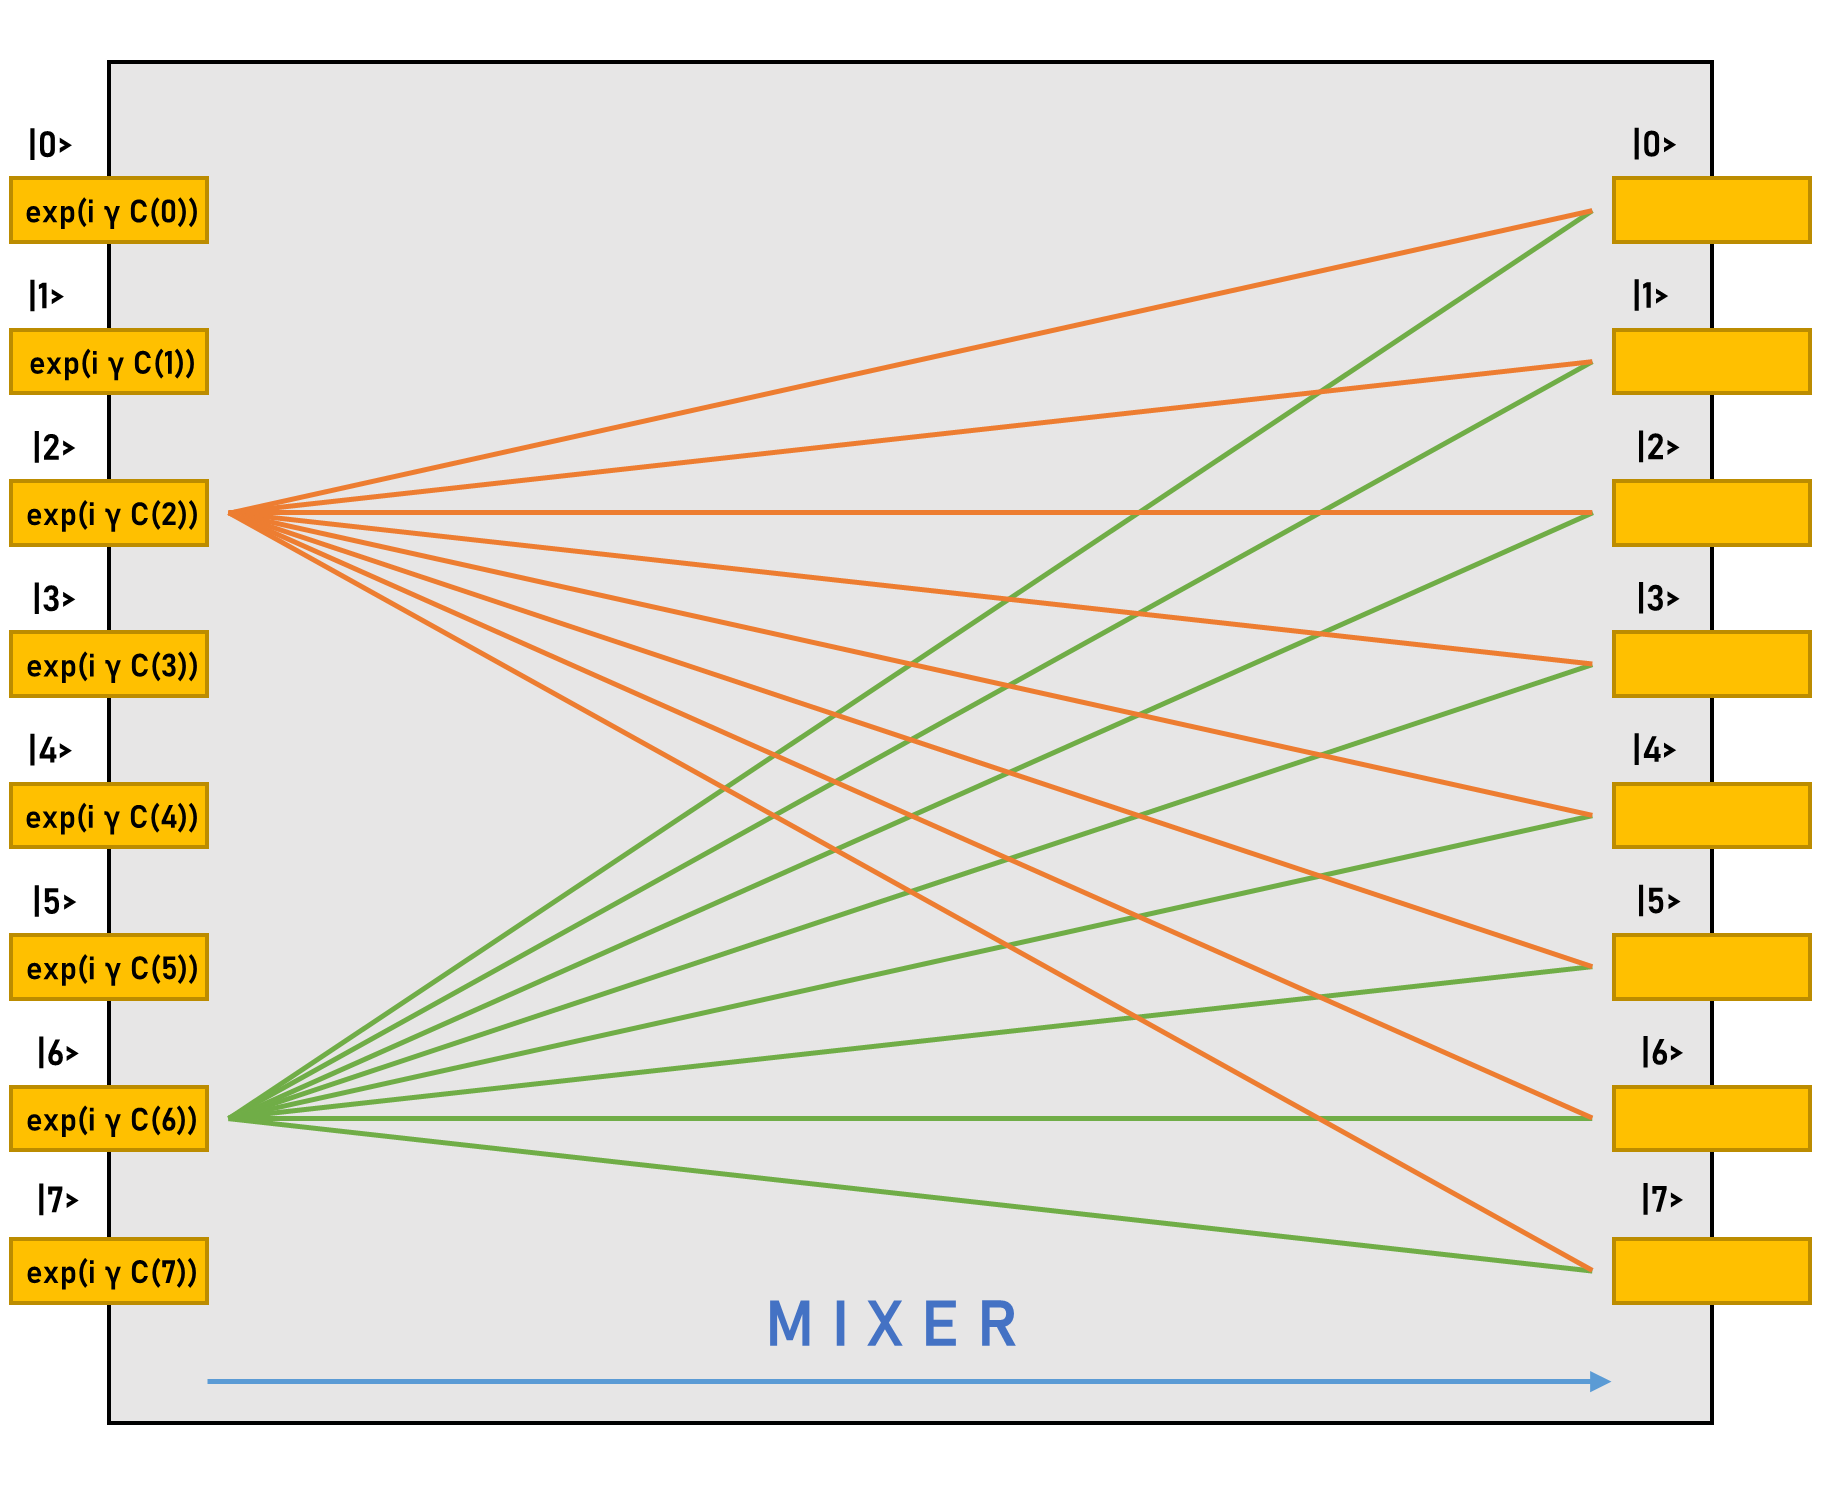 |0>
exp(i γ C(0))
|1>
exp(i γ C(1))
|2>
exp(i γ C(2))
|3>
exp(i γ C(3))
|4>
exp(i γ C(4))
|5>
exp(i γ C(5))
|6>
exp(i γ C(6))
|7>
exp(i γ C(7))
MIXER
|0>
|1>
|2>
|3>
|4>
|5>
|6>
|7>